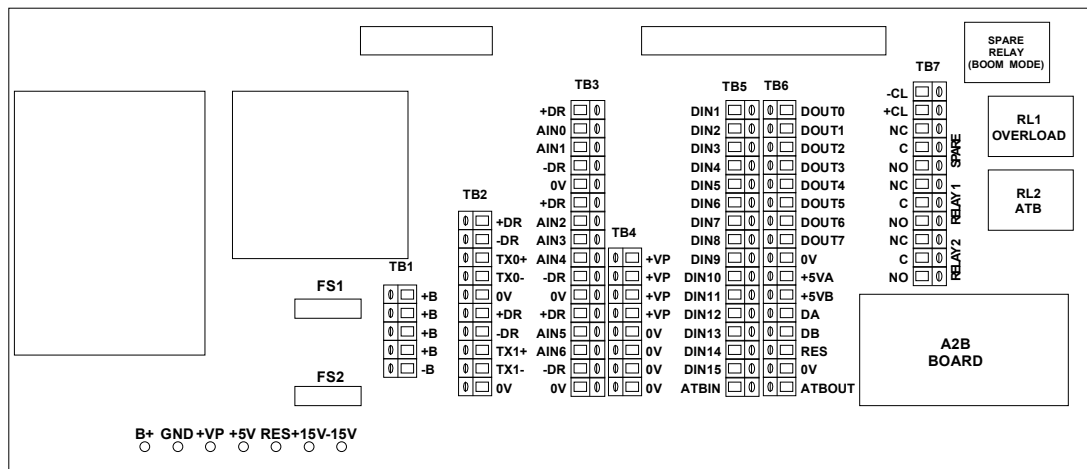 SPARE
RELAY
(BOOM MODE)
TB7
-CL
+CL
NC
C
NO
NC
C
NO
NC
C
NO
SPARE
RELAY 1
RELAY 2
RL1
OVERLOAD
RL2
ATB
A2B
BOARD
TB3
+DR
AIN0
AIN1
-DR
0V
+DR
AIN2
AIN3
AIN4
-DR
0V
+DR
AIN5
AIN6
-DR
0V
TB5
DIN1
DIN2
DIN3
DIN4
DIN5
DIN6
DIN7
DIN8
DIN9
DIN10
DIN11
DIN12
DIN13
DIN14
DIN15
ATBIN
TB6
DOUT0
DOUT1
DOUT2
DOUT3
DOUT4
DOUT5
DOUT6
DOUT7
0V
+5VA
+5VB
DA
DB
RES
0V
ATBOUT
TB2
+DR
-DR
TX0+
TX0-
0V
+DR
-DR
TX1+
TX1-
0V
TB4
+VP
+VP
+VP
+VP
0V
0V
0V
0V
TB1
+B
+B
+B
+B
-B
FS1
FS2
B+ GND +VP +5V RES +15V -15V